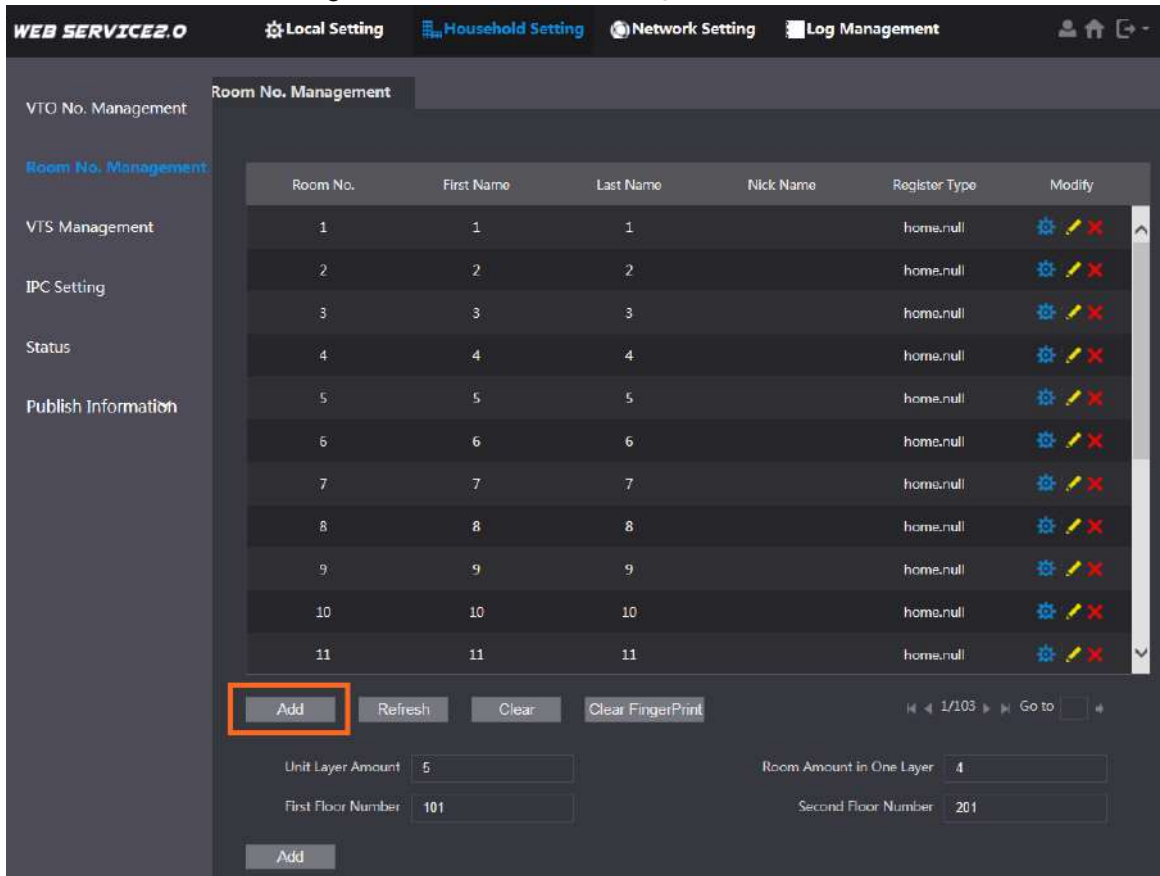 WEB SERVICE2.0 Local Setting Household Setting Network Setting Log Management
Room No. Management
VTO No. Management
Room No. Management
VTS Management
IPC Setting
Status
Publish Information
Room No. First Name Last Name Nick Name Register Type Modify
1 1 1 home.null
2 2 2 home.null
3 3 3 home.null
4 4 4 home.null
5 5 5 home.null
6 6 6 home.null
7 7 7 home.null
8 8 8 home.null
9 9 9 home.null
10 10 10 home.null
11 11 11 home.null
Add Refresh Clear Clear FingerPrint 1/103 Go to
Unit Layer Amount 5 Room Amount in One Layer 4
First Floor Number 101 Second Floor Number 201
Add